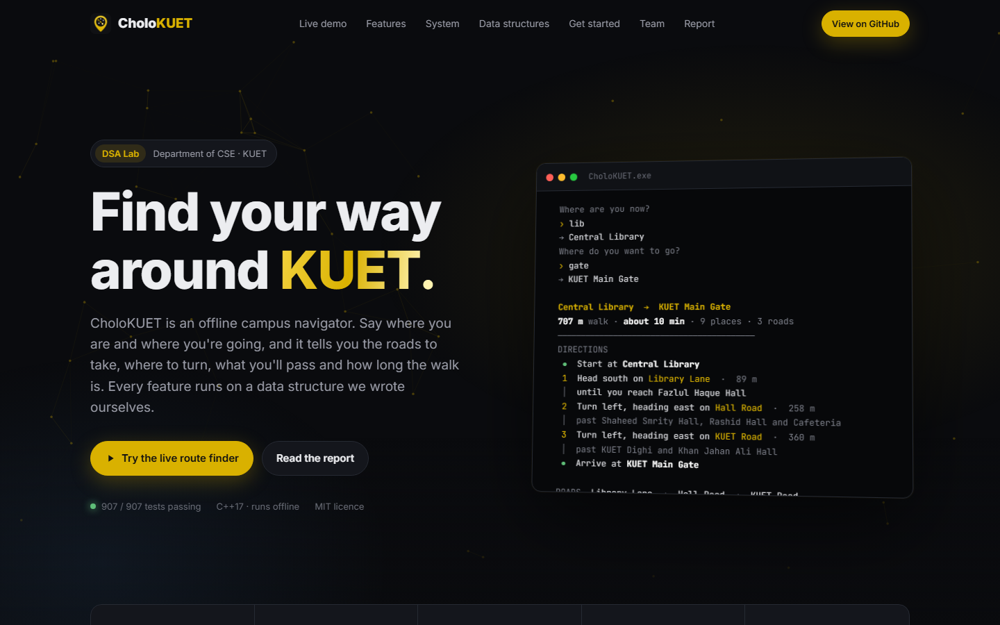 CholoKUET
Live demo
Features
System
Data structures
Get started
Team
Report
View on GitHub
DSA Lab
Department of CSE · KUET
Find your way
around KUET.
CholoKUET is an offline campus navigator. Say where you
are and where you're going, and it tells you the roads to
take, where to turn, what you'll pass and how long the walk
is. Every feature runs on a data structure we wrote
ourselves.
Try the live route finder
Read the report
907 / 907 tests passing
C++17 · runs offline
MIT licence
CholoKUET.exe
Where are you now?
› lib
→ Central Library
Where do you want to go?
› gate
→ KUET Main Gate
Central Library → KUET Main Gate
707 m walk · about 10 min · 9 places · 3 roads
DIRECTIONS
● Start at Central Library
1 Head south on Library Lane · 89 m
│ until you reach Fazlul Haque Hall
2 Turn left, heading east on Hall Road · 258 m
│ past Shaheed Smrity Hall, Rashid Hall and Cafeteria
3 Turn left, heading east on KUET Road · 360 m
│ past KUET Dighi and Khan Jahan Ali Hall
● Arrive at KUET Main Gate
ROADS Library Lane → Hall Road → KUET Road